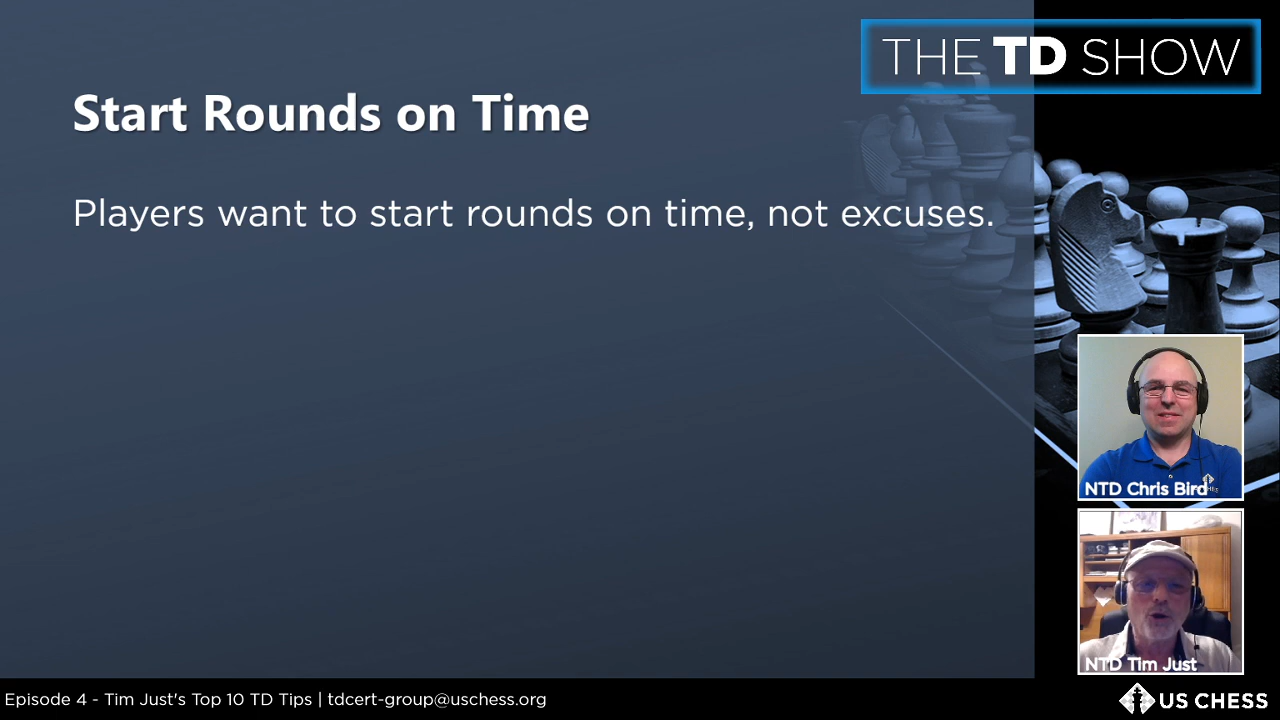 THE TD SHOW
Start Rounds on Time
Players want to start rounds on time, not excuses.
NTD Chris Bird
NTD Tim Just
Episode 4 - Tim Just's Top 10 TD Tips | tdcert-group@uschess.org
US CHESS